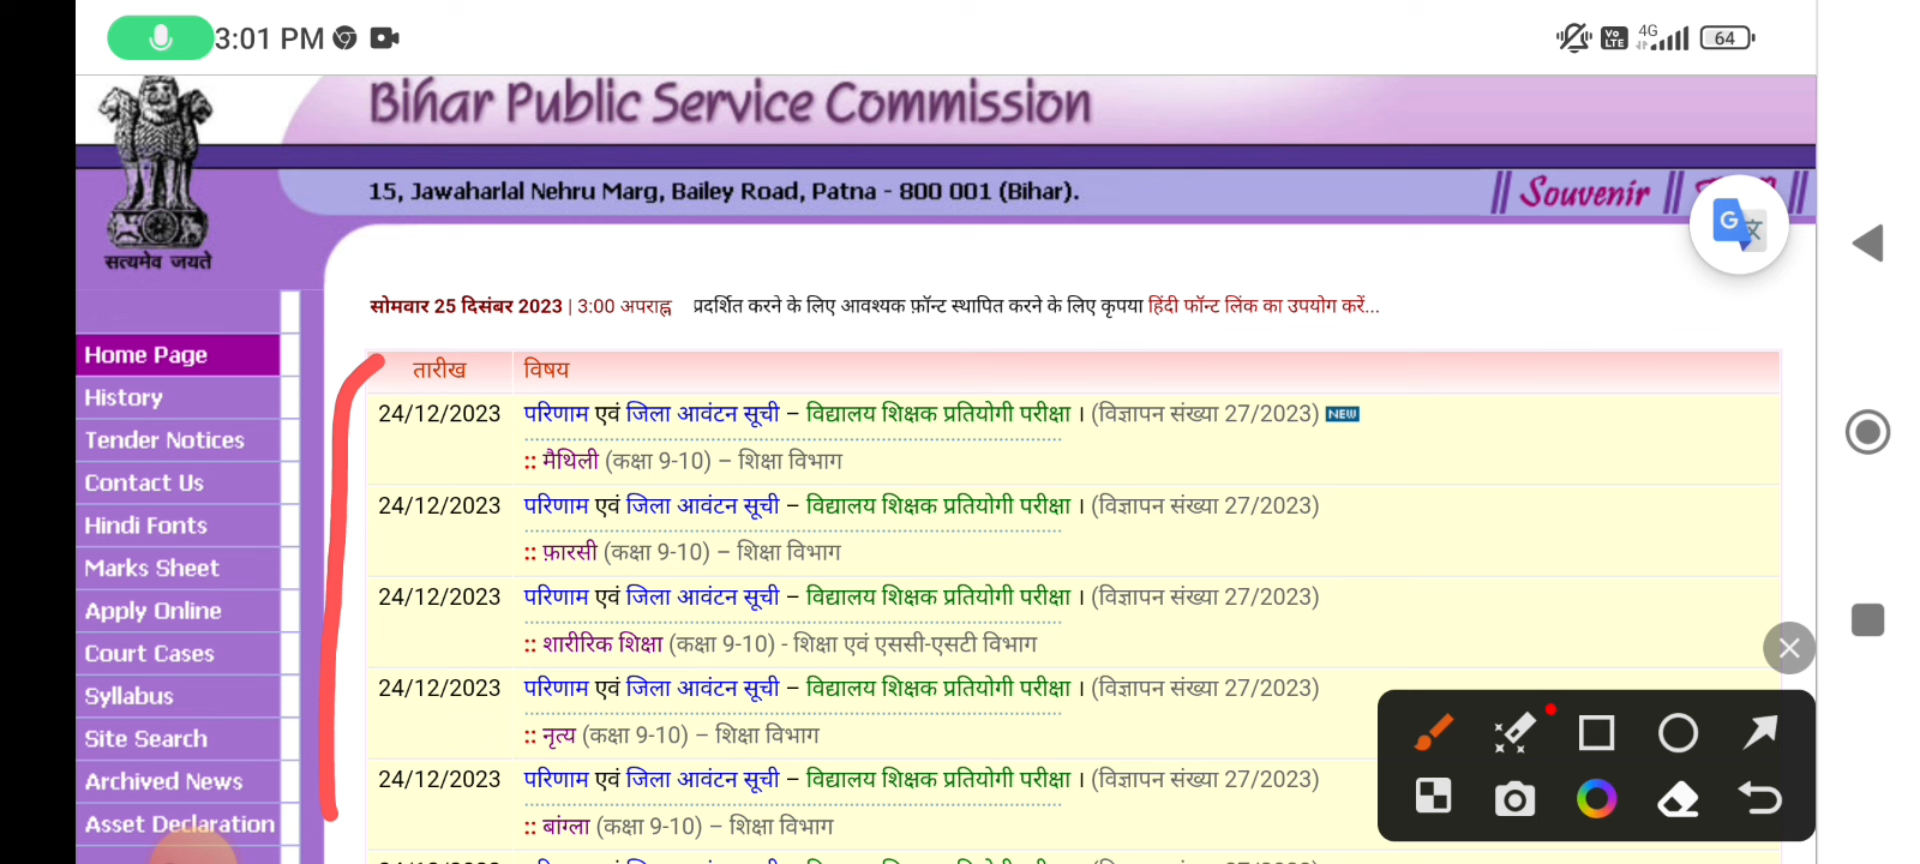 3:01 PM
4G
Vo
LTE
64
Bihar Public Service Commission
15, Jawaharlal Nehru Marg, Bailey Road, Patna - 800 001 (Bihar).
|| Souvenir ||
सत्यमेव जयते
सोमवार 25 दिसंबर 2023 | 3:00 अपराह्न प्रदर्शित करने के लिए आवश्यक फ़ॉन्ट स्थापित करने के लिए कृपया हिंदी फॉन्ट लिंक का उपयोग करें...
Home Page
History
Tender Notices
Contact Us
Hindi Fonts
Marks Sheet
Apply Online
Court Cases
Syllabus
Site Search
Archived News
Asset Declaration
तारीख विषय
24/12/2023 परिणाम एवं जिला आवंटन सूची – विद्यालय शिक्षक प्रतियोगी परीक्षा । (विज्ञापन संख्या 27/2023) NEW
:: मैथिली (कक्षा 9-10) – शिक्षा विभाग
24/12/2023 परिणाम एवं जिला आवंटन सूची – विद्यालय शिक्षक प्रतियोगी परीक्षा । (विज्ञापन संख्या 27/2023)
:: फ़ारसी (कक्षा 9-10) – शिक्षा विभाग
24/12/2023 परिणाम एवं जिला आवंटन सूची – विद्यालय शिक्षक प्रतियोगी परीक्षा । (विज्ञापन संख्या 27/2023)
:: शारीरिक शिक्षा (कक्षा 9-10) - शिक्षा एवं एससी-एसटी विभाग
24/12/2023 परिणाम एवं जिला आवंटन सूची – विद्यालय शिक्षक प्रतियोगी परीक्षा । (विज्ञापन संख्या 27/2023)
:: नृत्य (कक्षा 9-10) – शिक्षा विभाग
24/12/2023 परिणाम एवं जिला आवंटन सूची – विद्यालय शिक्षक प्रतियोगी परीक्षा । (विज्ञापन संख्या 27/2023)
:: बांग्ला (कक्षा 9-10) – शिक्षा विभाग